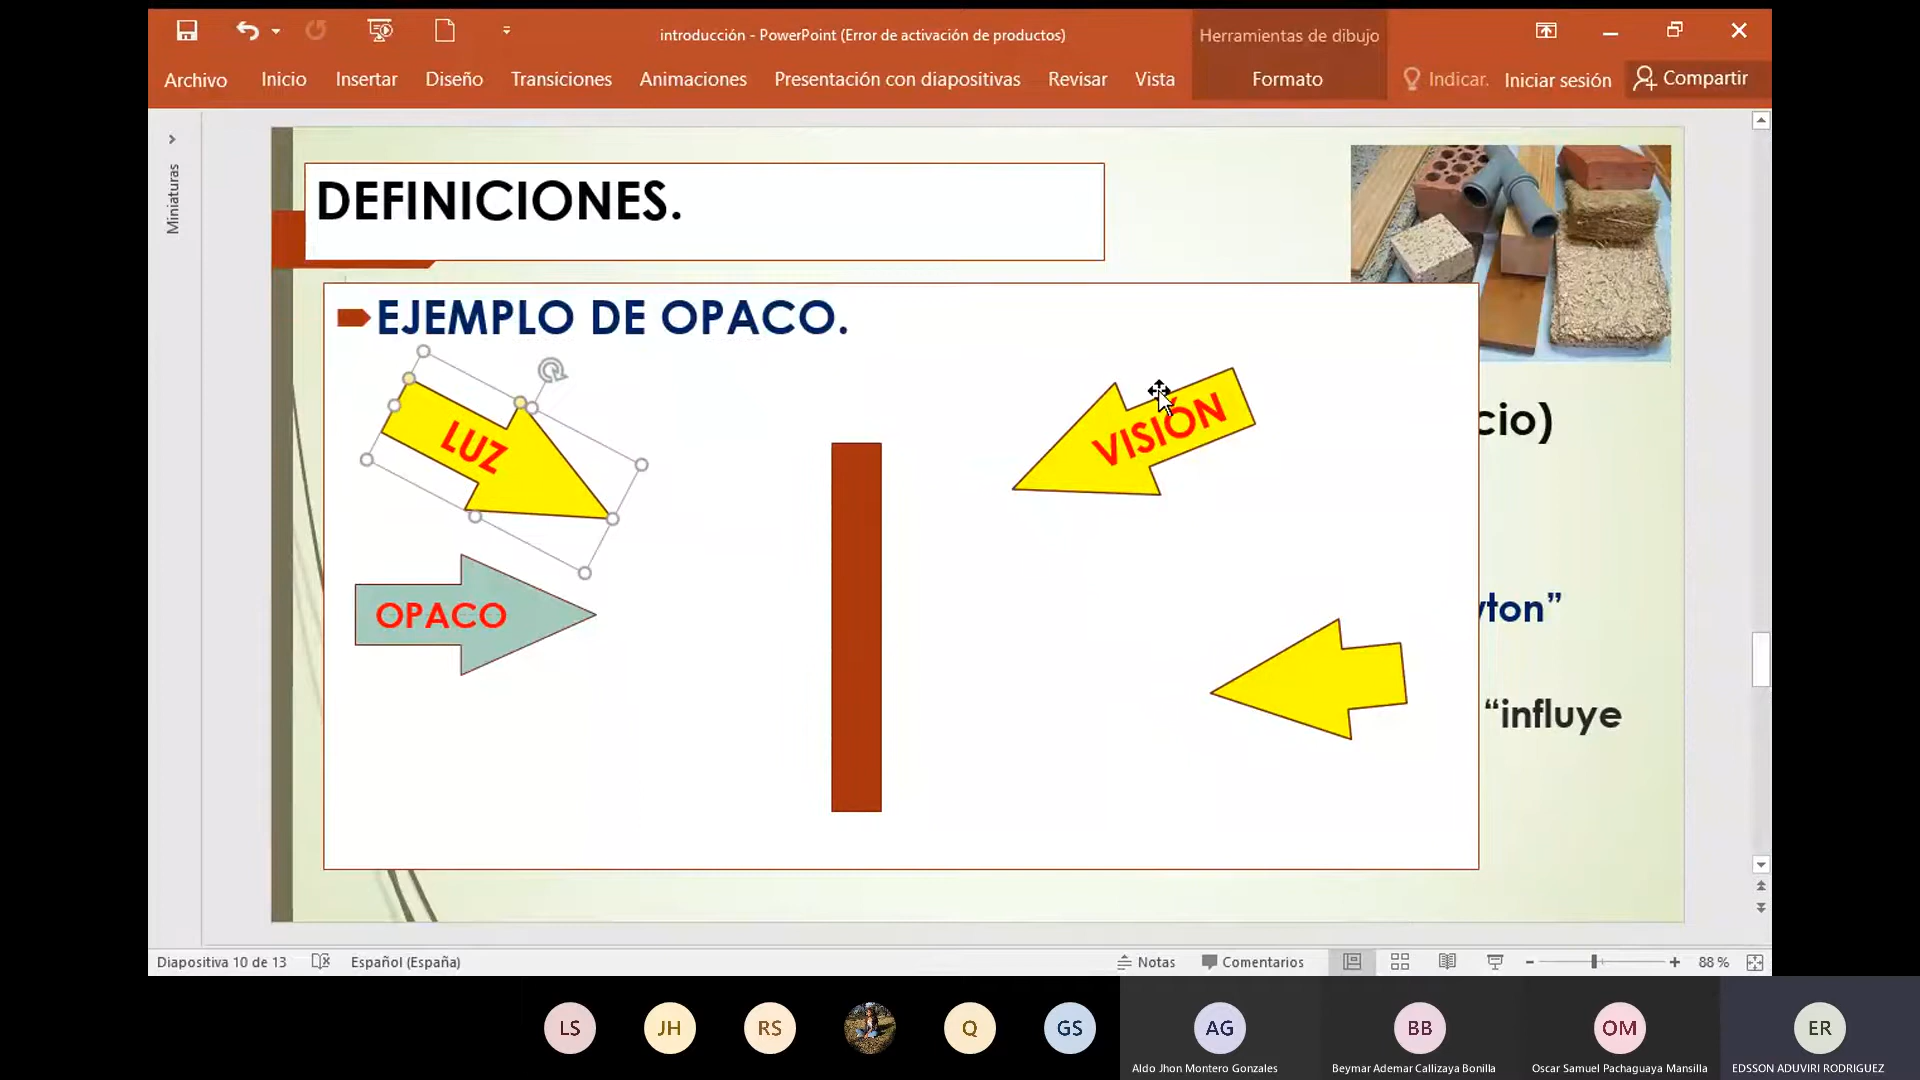 introducción - PowerPoint (Error de activación de productos)
Herramientas de dibujo
Archivo
Inicio
Insertar
Diseño
Transiciones
Animaciones
Presentación con diapositivas
Revisar
Vista
Formato
Indicar.
Iniciar sesión
Compartir
Miniaturas
DEFINICIONES.
EJEMPLO DE OPACO.
LUZ
VISIÓN
cio)
OPACO
ton”
“influye
Diapositiva 10 de 13
Español (España)
Notas
Comentarios
88 %
LS
JH
RS
Q
GS
AG
BB
OM
ER
Aldo Jhon Montero Gonzales
Beymar Ademar Callizaya Bonilla
Oscar Samuel Pachaguaya Mansilla
EDSSON ADUVIRI RODRIGUEZ